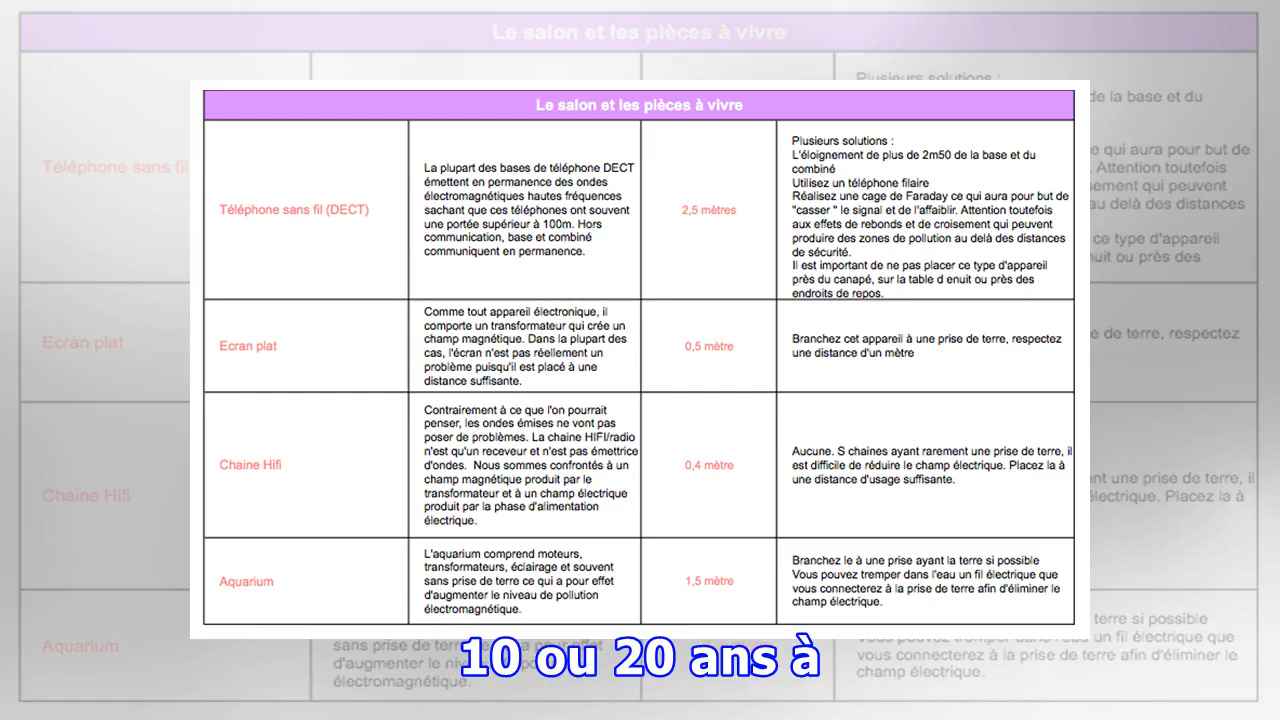 Le salon et les pièces à vivre
Le salon et les pièces à vivre
Téléphone sans fil (DECT)
La plupart des bases de téléphone DECT
émettent en permanence des ondes
électromagnétiques hautes fréquences
sachant que ces téléphones ont souvent
une portée supérieur à 100m. Hors
communication, base et combiné
communiquent en permanence.
2,5 mètres
Plusieurs solutions :
L'éloignement de plus de 2m50 de la base et du
combiné
Utilisez un téléphone filaire
Réalisez une cage de Faraday ce qui aura pour but de
"casser " le signal et de l'affaiblir. Attention toutefois
aux effets de rebonds et de croisement qui peuvent
produire des zones de pollution au delà des distances
de sécurité.
Il est important de ne pas placer ce type d'appareil
près du canapé, sur la table d enuit ou près des
endroits de repos.
Ecran plat
Comme tout appareil électronique, il
comporte un transformateur qui crée un
champ magnétique. Dans la plupart des
cas, l'écran n'est pas réellement un
problème puisqu'il est placé à une
distance suffisante.
0,5 mètre
Branchez cet appareil à une prise de terre, respectez
une distance d'un mètre
Chaine Hifi
Contrairement à ce que l'on pourrait
penser, les ondes émises ne vont pas
poser de problèmes. La chaine HIFI/radio
n'est qu'un receveur et n'est pas émettrice
d'ondes. Nous sommes confrontés à un
champ magnétique produit par le
transformateur et à un champ électrique
produit par la phase d'alimentation
électrique.
0,4 mètre
Aucune. S chaines ayant rarement une prise de terre, il
est difficile de réduire le champ électrique. Placez la à
une distance d'usage suffisante.
Aquarium
L'aquarium comprend moteurs,
transformateurs, éclairage et souvent
sans prise de terre ce qui a pour effet
d'augmenter le niveau de pollution
électromagnétique.
1,5 mètre
Branchez le à une prise ayant la terre si possible
Vous pouvez tremper dans l'eau un fil électrique que
vous connecterez à la prise de terre afin d'éliminer le
champ électrique.
10 ou 20 ans à